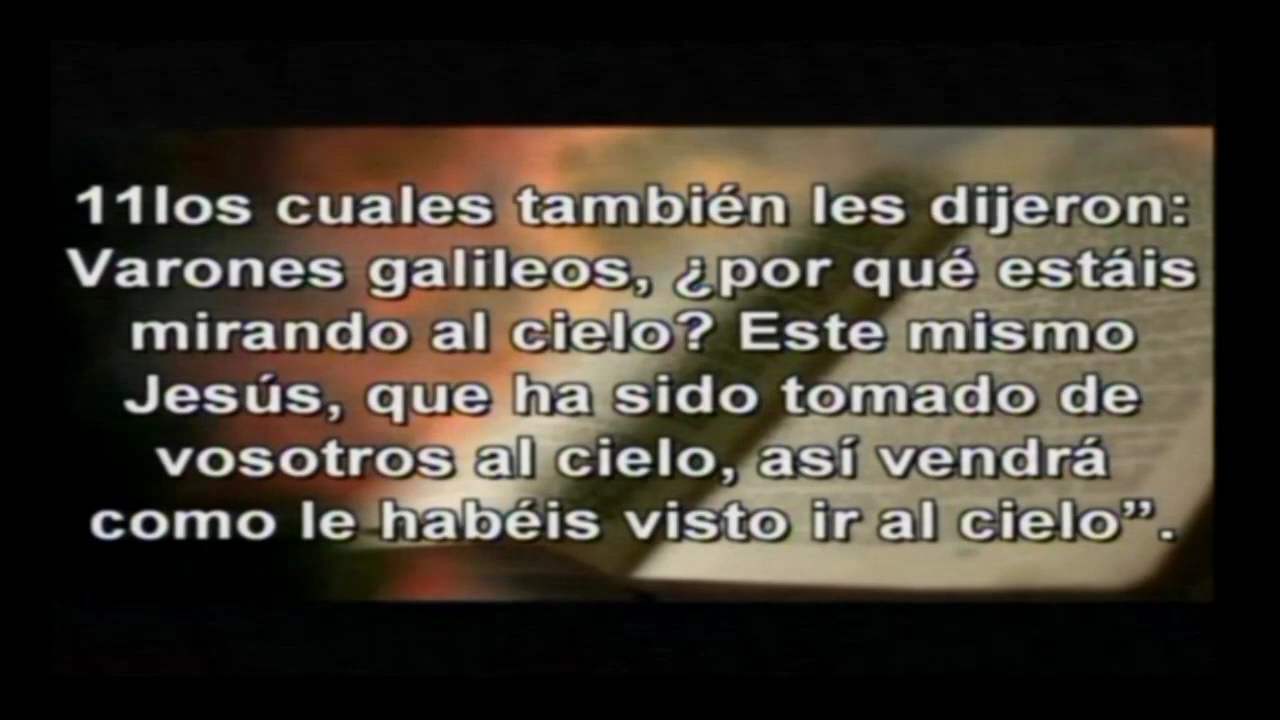 11los cuales también les dijeron:
Varones galileos, ¿por qué estáis
mirando al cielo? Este mismo
Jesús, que ha sido tomado de
vosotros al cielo, así vendrá
como le habéis visto ir al cielo”.